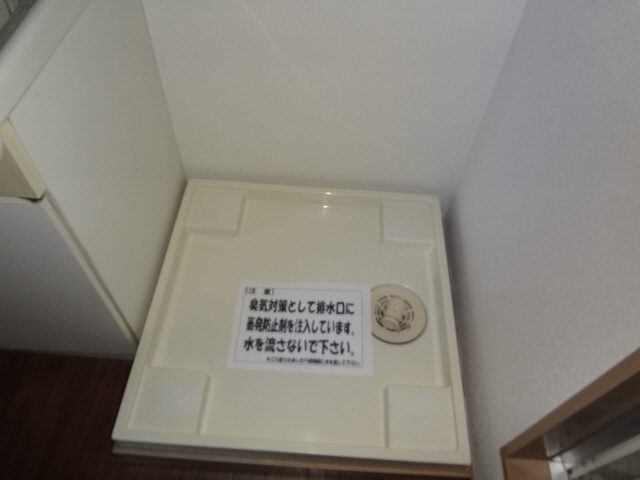 【注 意】
臭気対策として排水口に
蒸発防止剤を注入しています。
水を流さないで下さい。